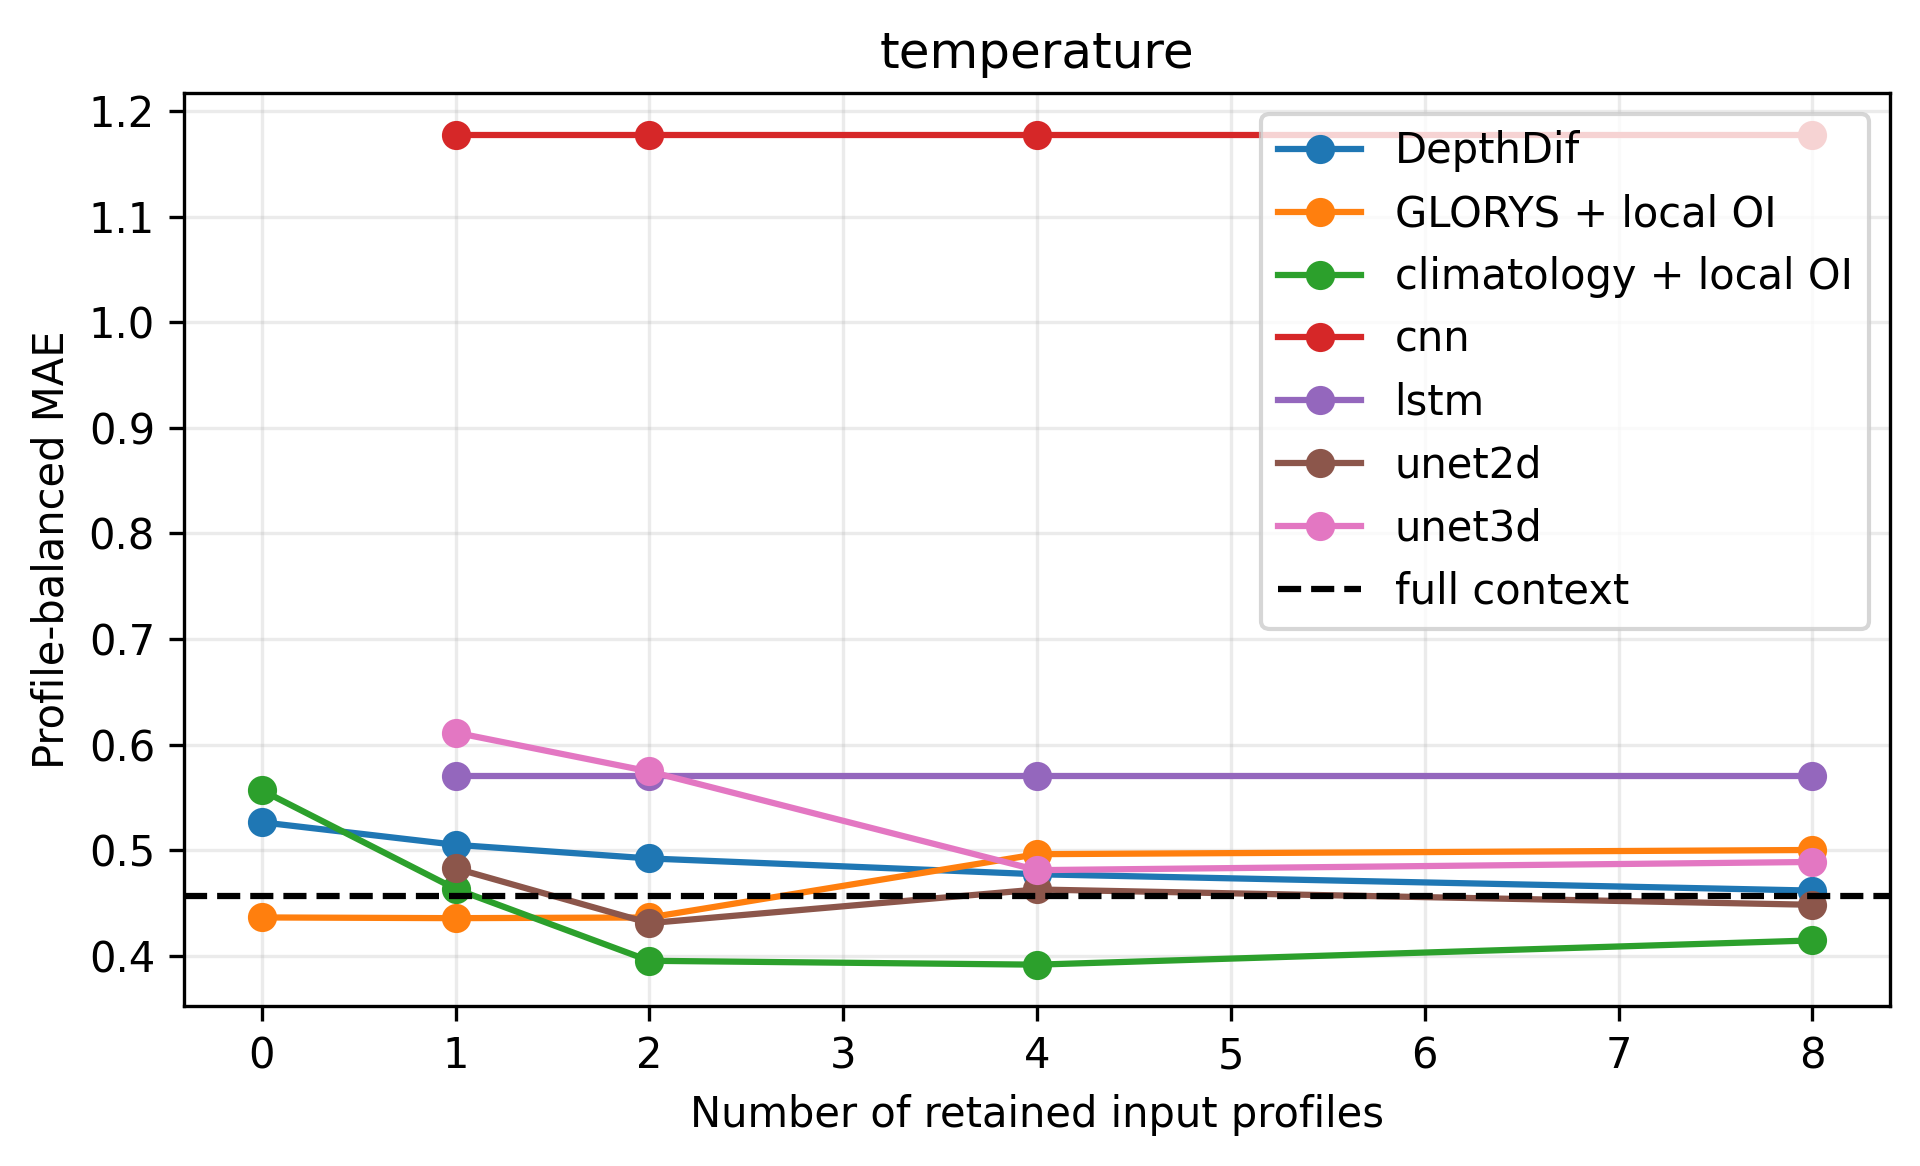 temperature
Profile-balanced MAE
1.2
1.1
1.0
0.9
0.8
0.7
0.6
0.5
0.4
DepthDif
GLORYS + local OI
climatology + local OI
cnn
lstm
unet2d
unet3d
full context
0 1 2 3 4 5 6 7 8
Number of retained input profiles